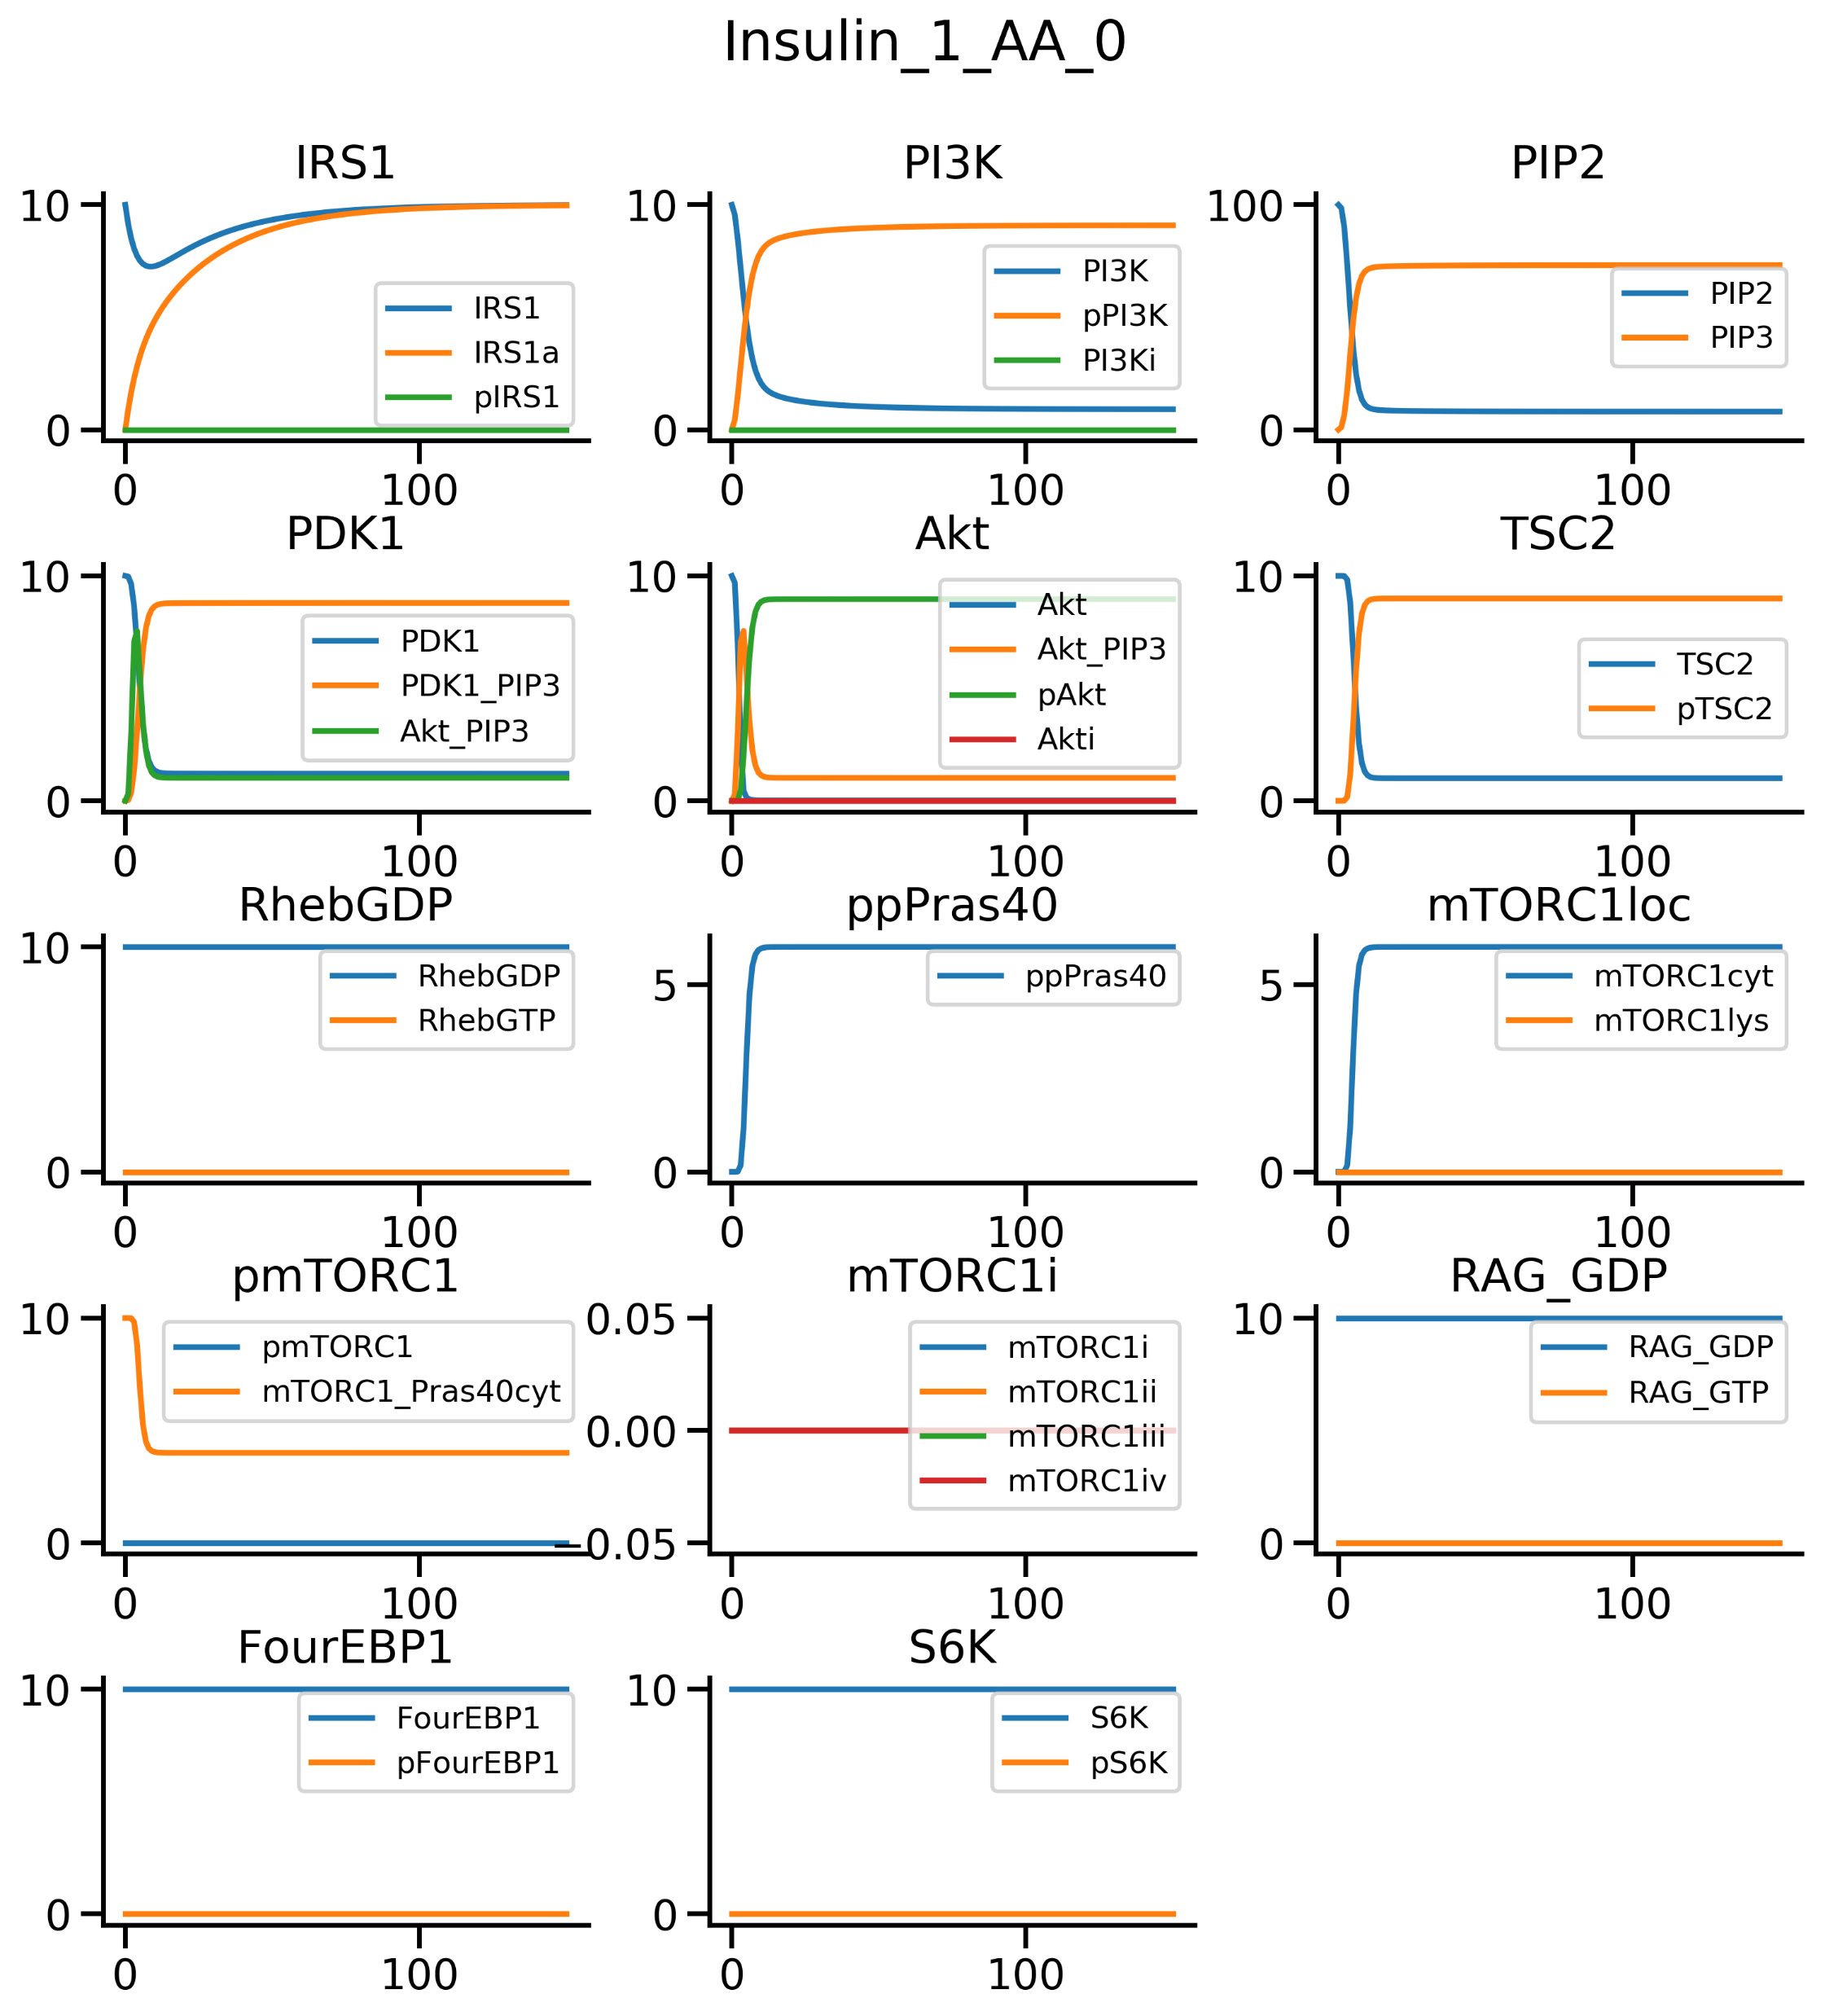 Insulin_1_AA_0
IRS1
10
0
0
100
IRS1
IRS1a
pIRS1
PI3K
10
0
0
100
PI3K
pPI3K
PI3Ki
PIP2
100
0
0
100
PIP2
PIP3
PDK1
10
0
0
100
PDK1
PDK1_PIP3
Akt_PIP3
Akt
10
0
0
100
Akt
Akt_PIP3
pAkt
Akti
TSC2
10
0
0
100
TSC2
pTSC2
RhebGDP
10
0
0
100
RhebGDP
RhebGTP
ppPras40
5
0
0
100
ppPras40
mTORC1loc
5
0
0
100
mTORC1cyt
mTORC1lys
pmTORC1
10
0
0
100
pmTORC1
mTORC1_Pras40cyt
mTORC1i
0.05
0.00
−0.05
0
100
mTORC1i
mTORC1ii
mTORC1iii
mTORC1iv
RAG_GDP
10
0
0
100
RAG_GDP
RAG_GTP
FourEBP1
10
0
0
100
FourEBP1
pFourEBP1
S6K
10
0
0
100
S6K
pS6K